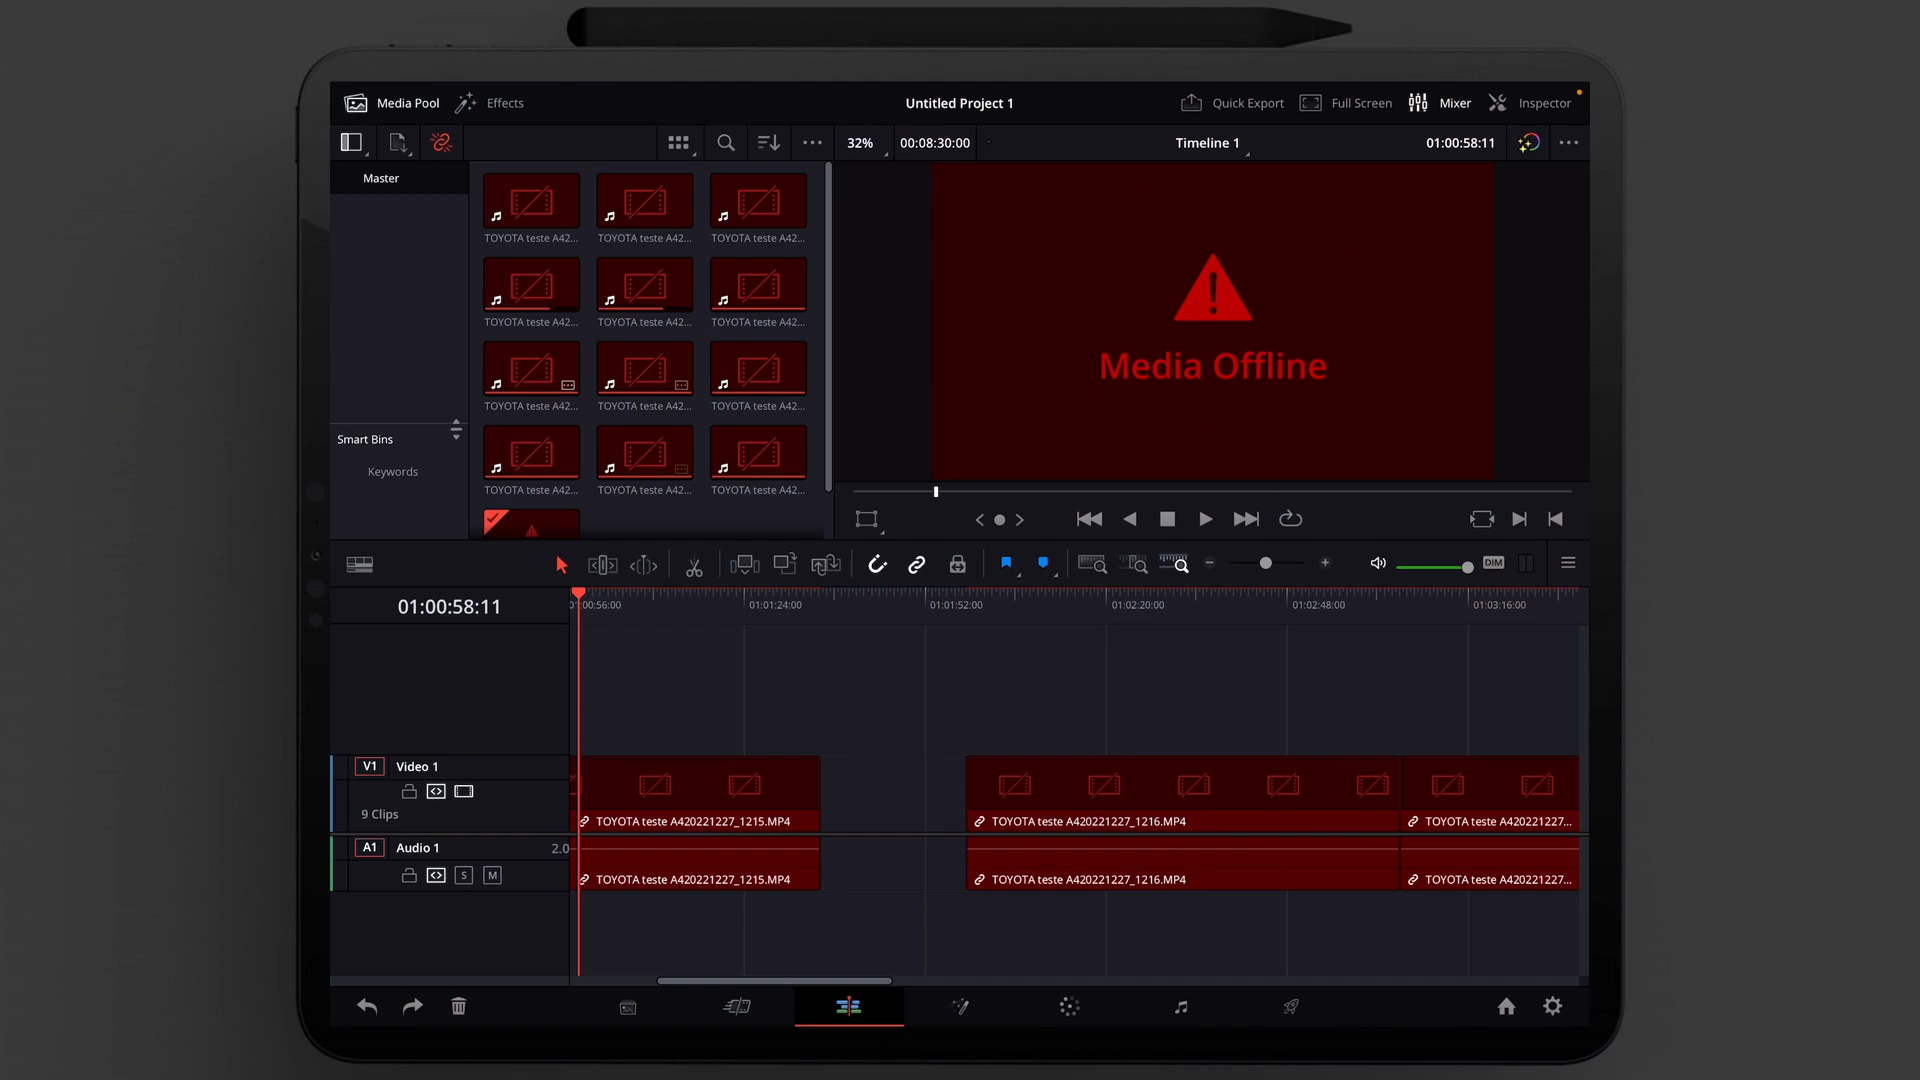 Media Pool
Effects
Untitled Project 1
Quick Export
Full Screen
Mixer
Inspector
32%
00:08:30:00
Timeline 1
01:00:58:11
Master
TOYOTA teste A42... TOYOTA teste A42... TOYOTA teste A42...
TOYOTA teste A42... TOYOTA teste A42... TOYOTA teste A42...
TOYOTA teste A42... TOYOTA teste A42... TOYOTA teste A42...
TOYOTA teste A42... TOYOTA teste A42... TOYOTA teste A42...
Smart Bins
Keywords
Media Offline
DIM
01:00:58:11
01:00:56:00 01:01:24:00 01:01:52:00 01:02:20:00 01:02:48:00 01:03:16:00
V1 Video 1
9 Clips
TOYOTA teste A420221227_1215.MP4 TOYOTA teste A420221227_1216.MP4 TOYOTA teste A420221227...
A1 Audio 1 2.0
S M
TOYOTA teste A420221227_1215.MP4 TOYOTA teste A420221227_1216.MP4 TOYOTA teste A420221227...